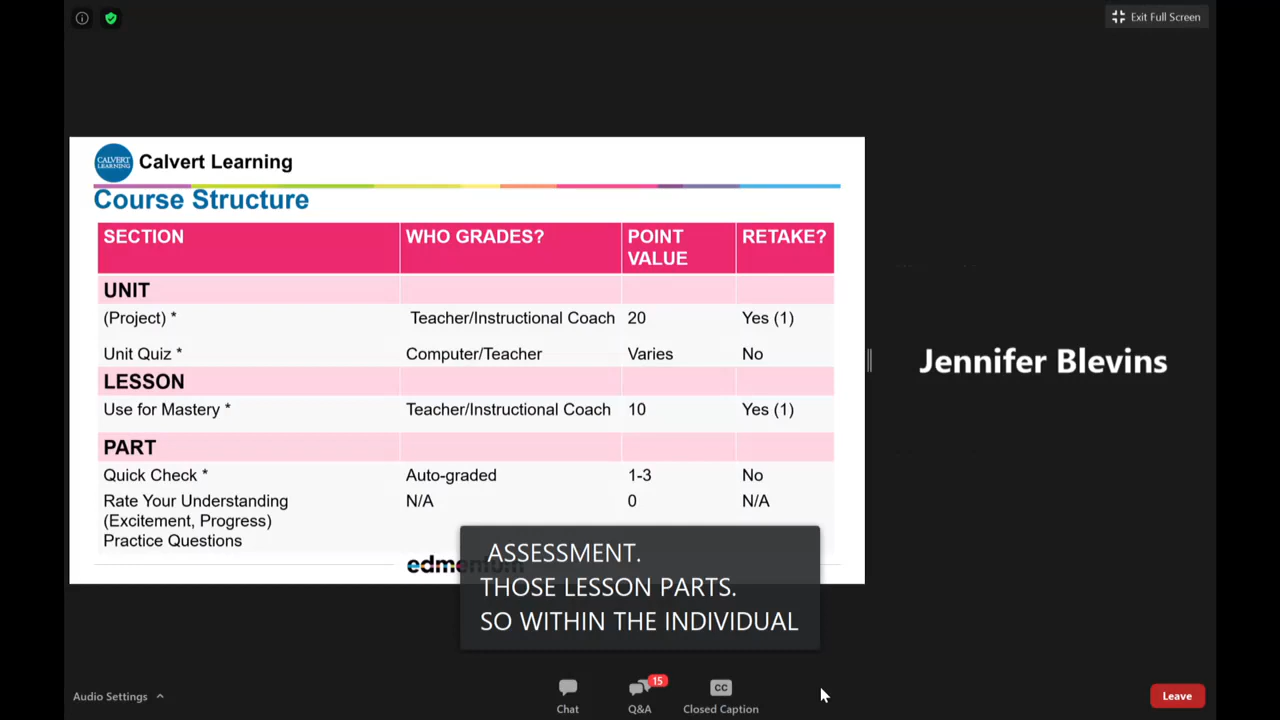 Exit Full Screen
CALVERT LEARNING
Calvert Learning
Course Structure
SECTION WHO GRADES? POINT VALUE RETAKE?
UNIT
(Project) * Teacher/Instructional Coach 20 Yes (1)
Unit Quiz * Computer/Teacher Varies No
LESSON
Use for Mastery * Teacher/Instructional Coach 10 Yes (1)
PART
Quick Check * Auto-graded 1-3 No
Rate Your Understanding N/A 0 N/A
(Excitement, Progress)
Practice Questions
edmentum
ASSESSMENT.
THOSE LESSON PARTS.
SO WITHIN THE INDIVIDUAL
Jennifer Blevins
Audio Settings
Chat
15
Q&A
CC
Closed Caption
Leave